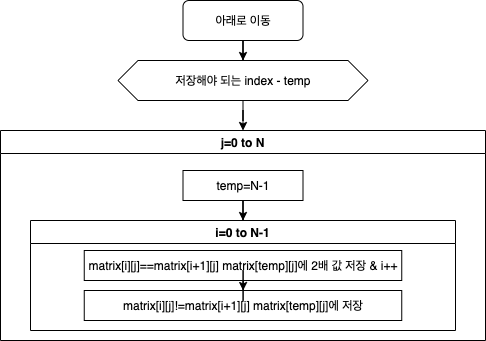 아래로 이동
저장해야 되는 index - temp
j=0 to N
temp=N-1
i=0 to N-1
matrix[i][j]==matrix[i+1][j] matrix[temp][j]에 2배 값 저장 & i++
matrix[i][j]!=matrix[i+1][j] matrix[temp][j]에 저장